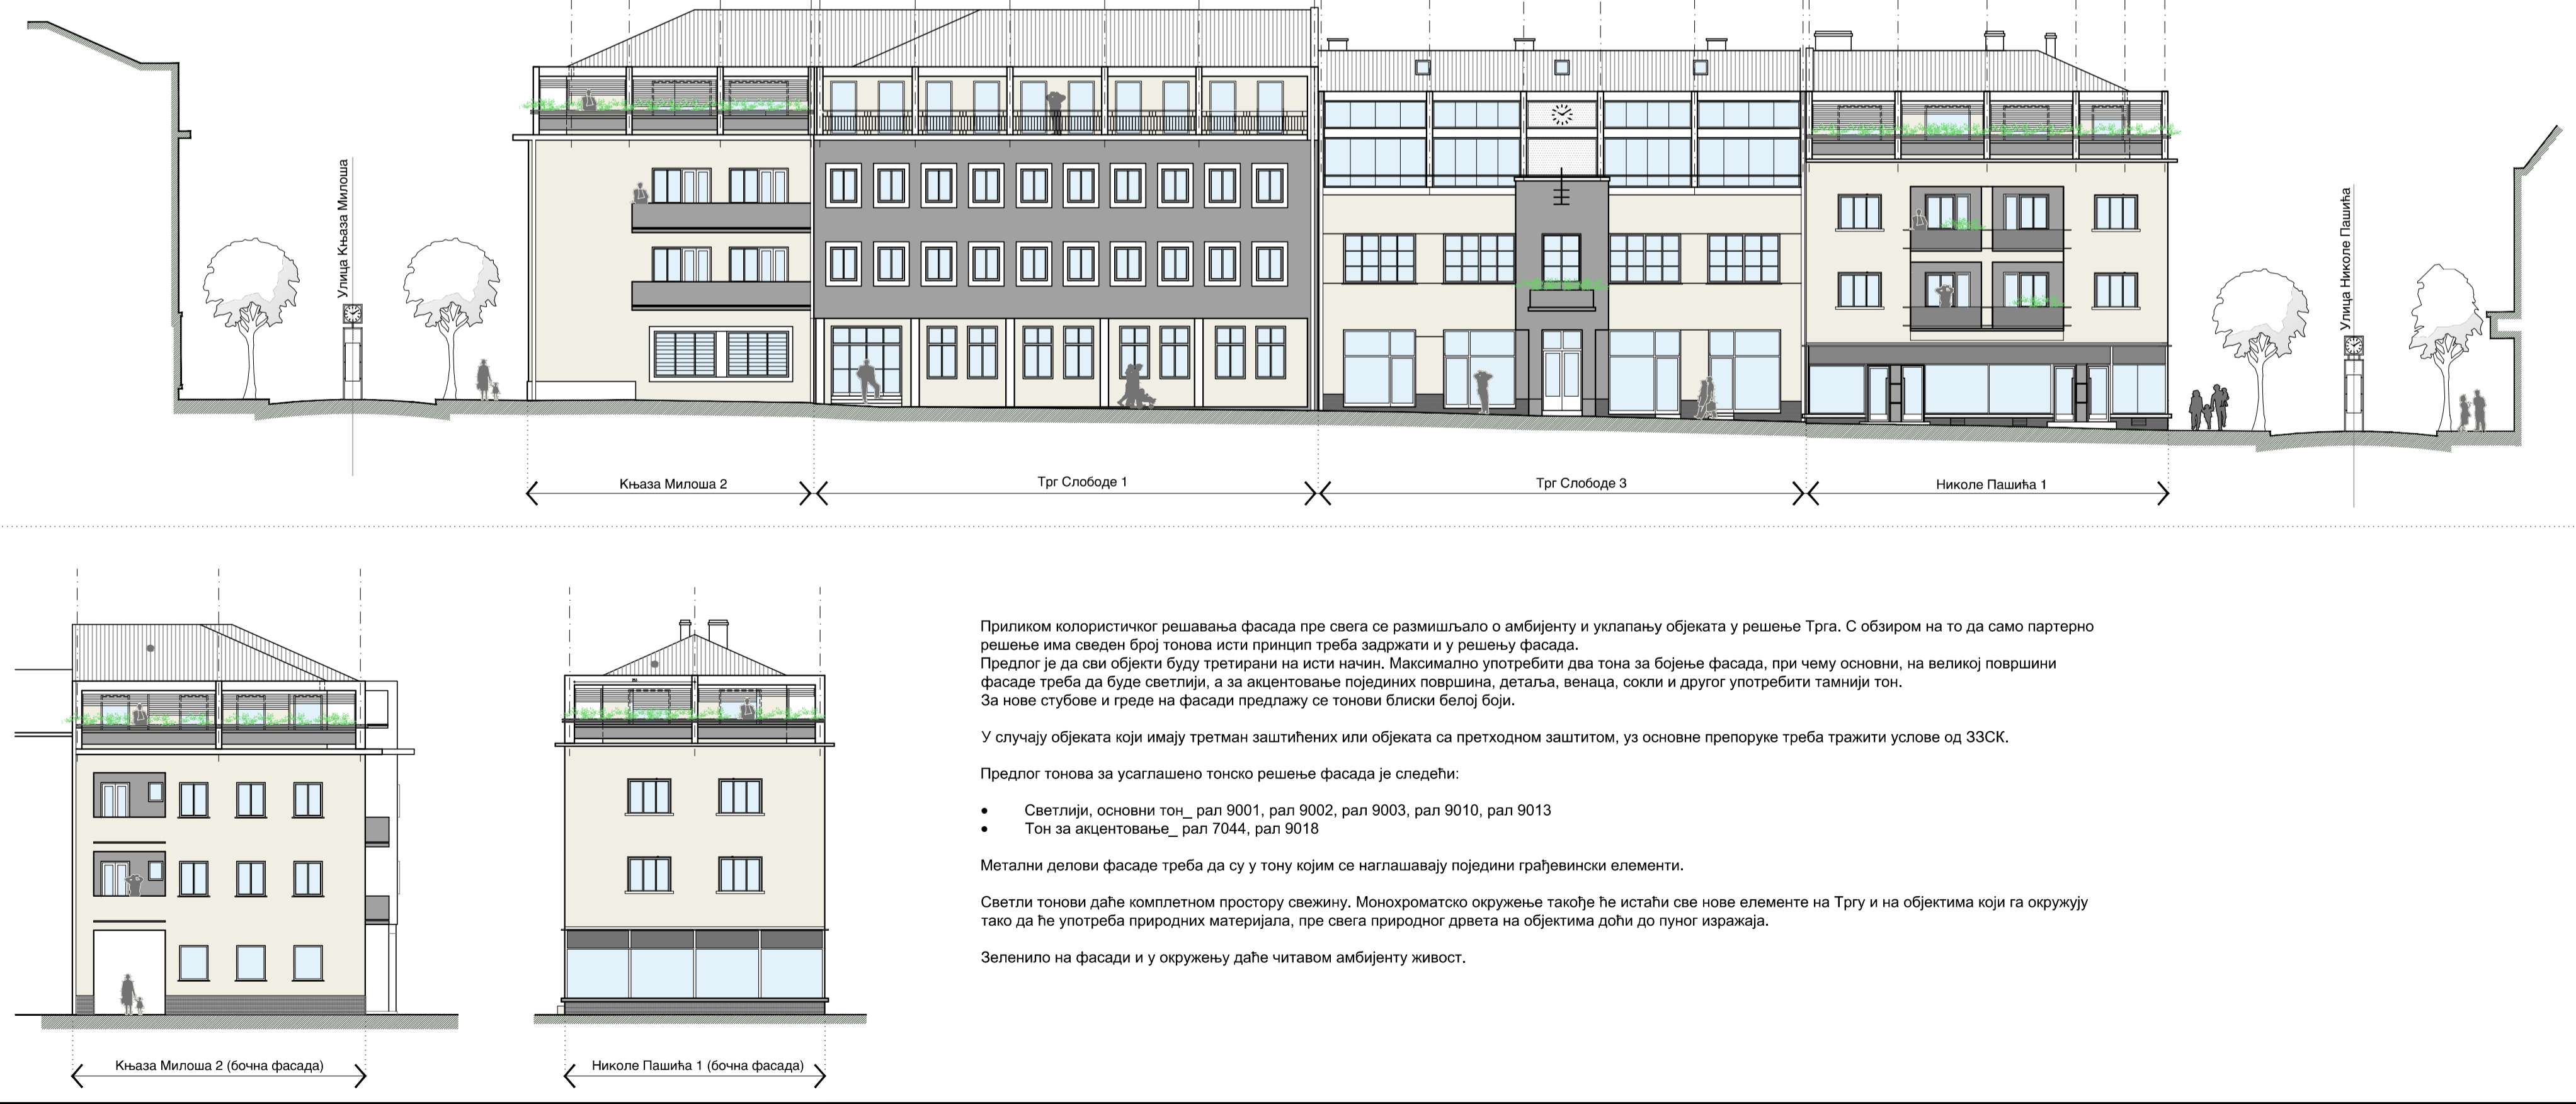 Улица Књаза Милоша
Улица Николе Пашића
Књаза Милоша 2
Трг Слободе 1
Трг Слободе 3
Николе Пашића 1
Приликом колористичког решавања фасада пре свега се размишљало о амбијенту и уклапању објеката у решење Трга. С обзиром на то да само партерно
решење има сведен број тонова исти принцип треба задржати и у решењу фасада.
Предлог је да сви објекти буду третирани на исти начин. Максимално употребити два тона за бојење фасада, при чему основни, на великој површини
фасаде треба да буде светлији, а за акцентовање појединих површина, детаља, венаца, сокли и другог употребити тамнији тон.
За нове стубове и греде на фасади предлажу се тонови блиски белој боји.
У случају објеката који имају третман заштићених или објеката са претходном заштитом, уз основне препоруке треба тражити услове од ЗЗСК.
Предлог тонова за усаглашено тонско решење фасада је следећи:
• Светлији, основни тон_ рал 9001, рал 9002, рал 9003, рал 9010, рал 9013
• Тон за акцентовање_ рал 7044, рал 9018
Метални делови фасаде треба да су у тону којим се наглашавају поједини грађевински елементи.
Светли тонови даће комплетном простору свежину. Монохроматско окружење такође ће истаћи све нове елементе на Тргу и на објектима који га окружују
тако да ће употреба природних материјала, пре свега природног дрвета на објектима доћи до пуног изражаја.
Зеленило на фасади и у окружењу даће читавом амбијенту живост.
Књаза Милоша 2 (бочна фасада)
Николе Пашића 1 (бочна фасада)